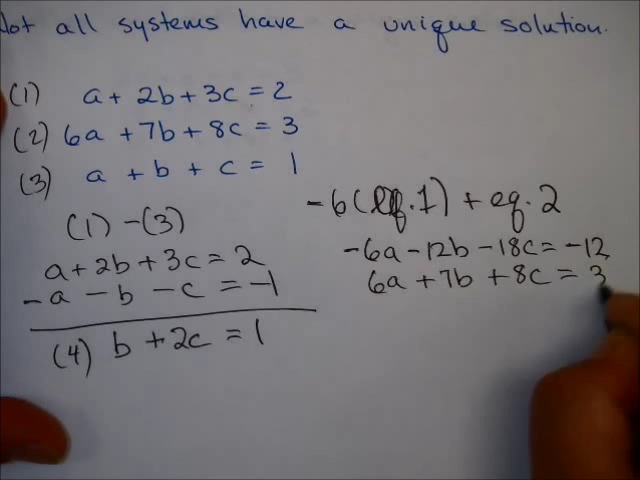 Not all systems have a unique solution.
(1) a + 2b + 3c = 2
(2) 6a + 7b + 8c = 3
(3) a + b + c = 1
(1) - (3)
a + 2b + 3c = 2
-a - b - c = -1
(4) b + 2c = 1
-6(eq.1) + eq.2
-6a - 12b - 18c = -12
6a + 7b + 8c = 3